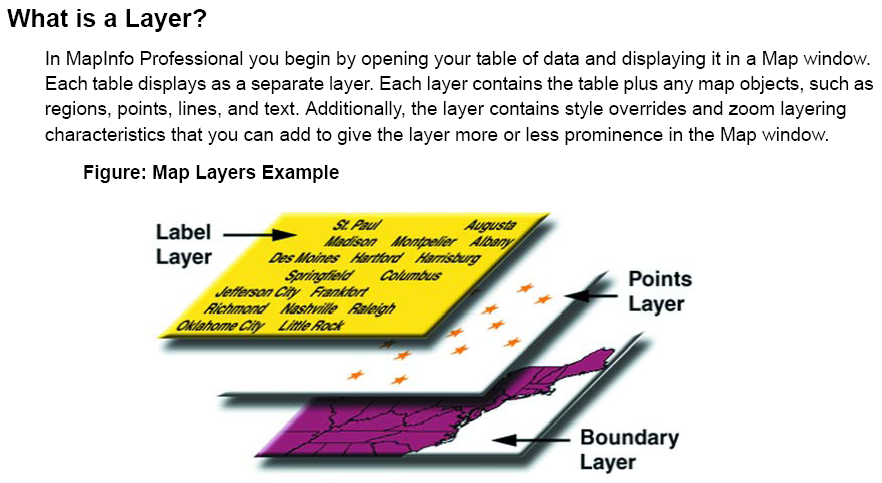 What is a Layer?
In MapInfo Professional you begin by opening your table of data and displaying it in a Map window.
Each table displays as a separate layer. Each layer contains the table plus any map objects, such as
regions, points, lines, and text. Additionally, the layer contains style overrides and zoom layering
characteristics that you can add to give the layer more or less prominence in the Map window.
Figure: Map Layers Example
Label
Layer
St. Paul Augusta
Madison Montpelier Albany
Des Moines Hartford Harrisburg
Springfield Columbus
Jefferson City Frankfort
Richmond Nashville Raleigh
Oklahome City Little Rock
Points
Layer
Boundary
Layer